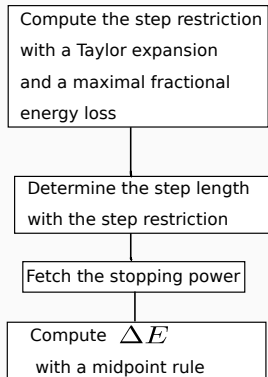 Compute the step restriction
with a Taylor expansion
and a maximal fractional
energy loss
Determine the step length
with the step restriction
Fetch the stopping power
Compute ΔE
with a midpoint rule